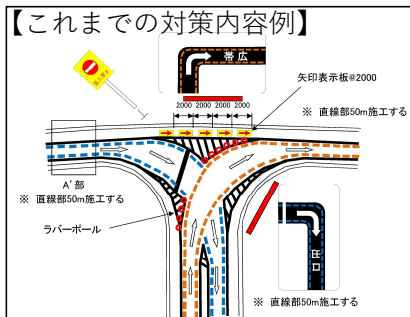 【これまでの対策内容例】
帯広
矢印表示板@2000
2000 2000 2000 2000
※ 直線部50m施工する
A'部
※ 直線部50m施工する
ラバーポール
出口
※ 直線部50m施工する